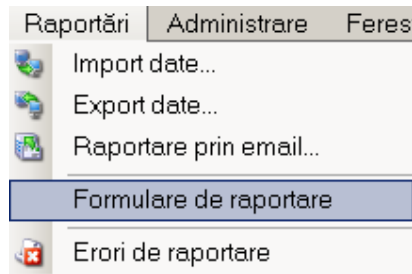 Raportări Administrare Feres
Import date...
Export date...
Raportare prin email...
Formulare de raportare
Erori de raportare